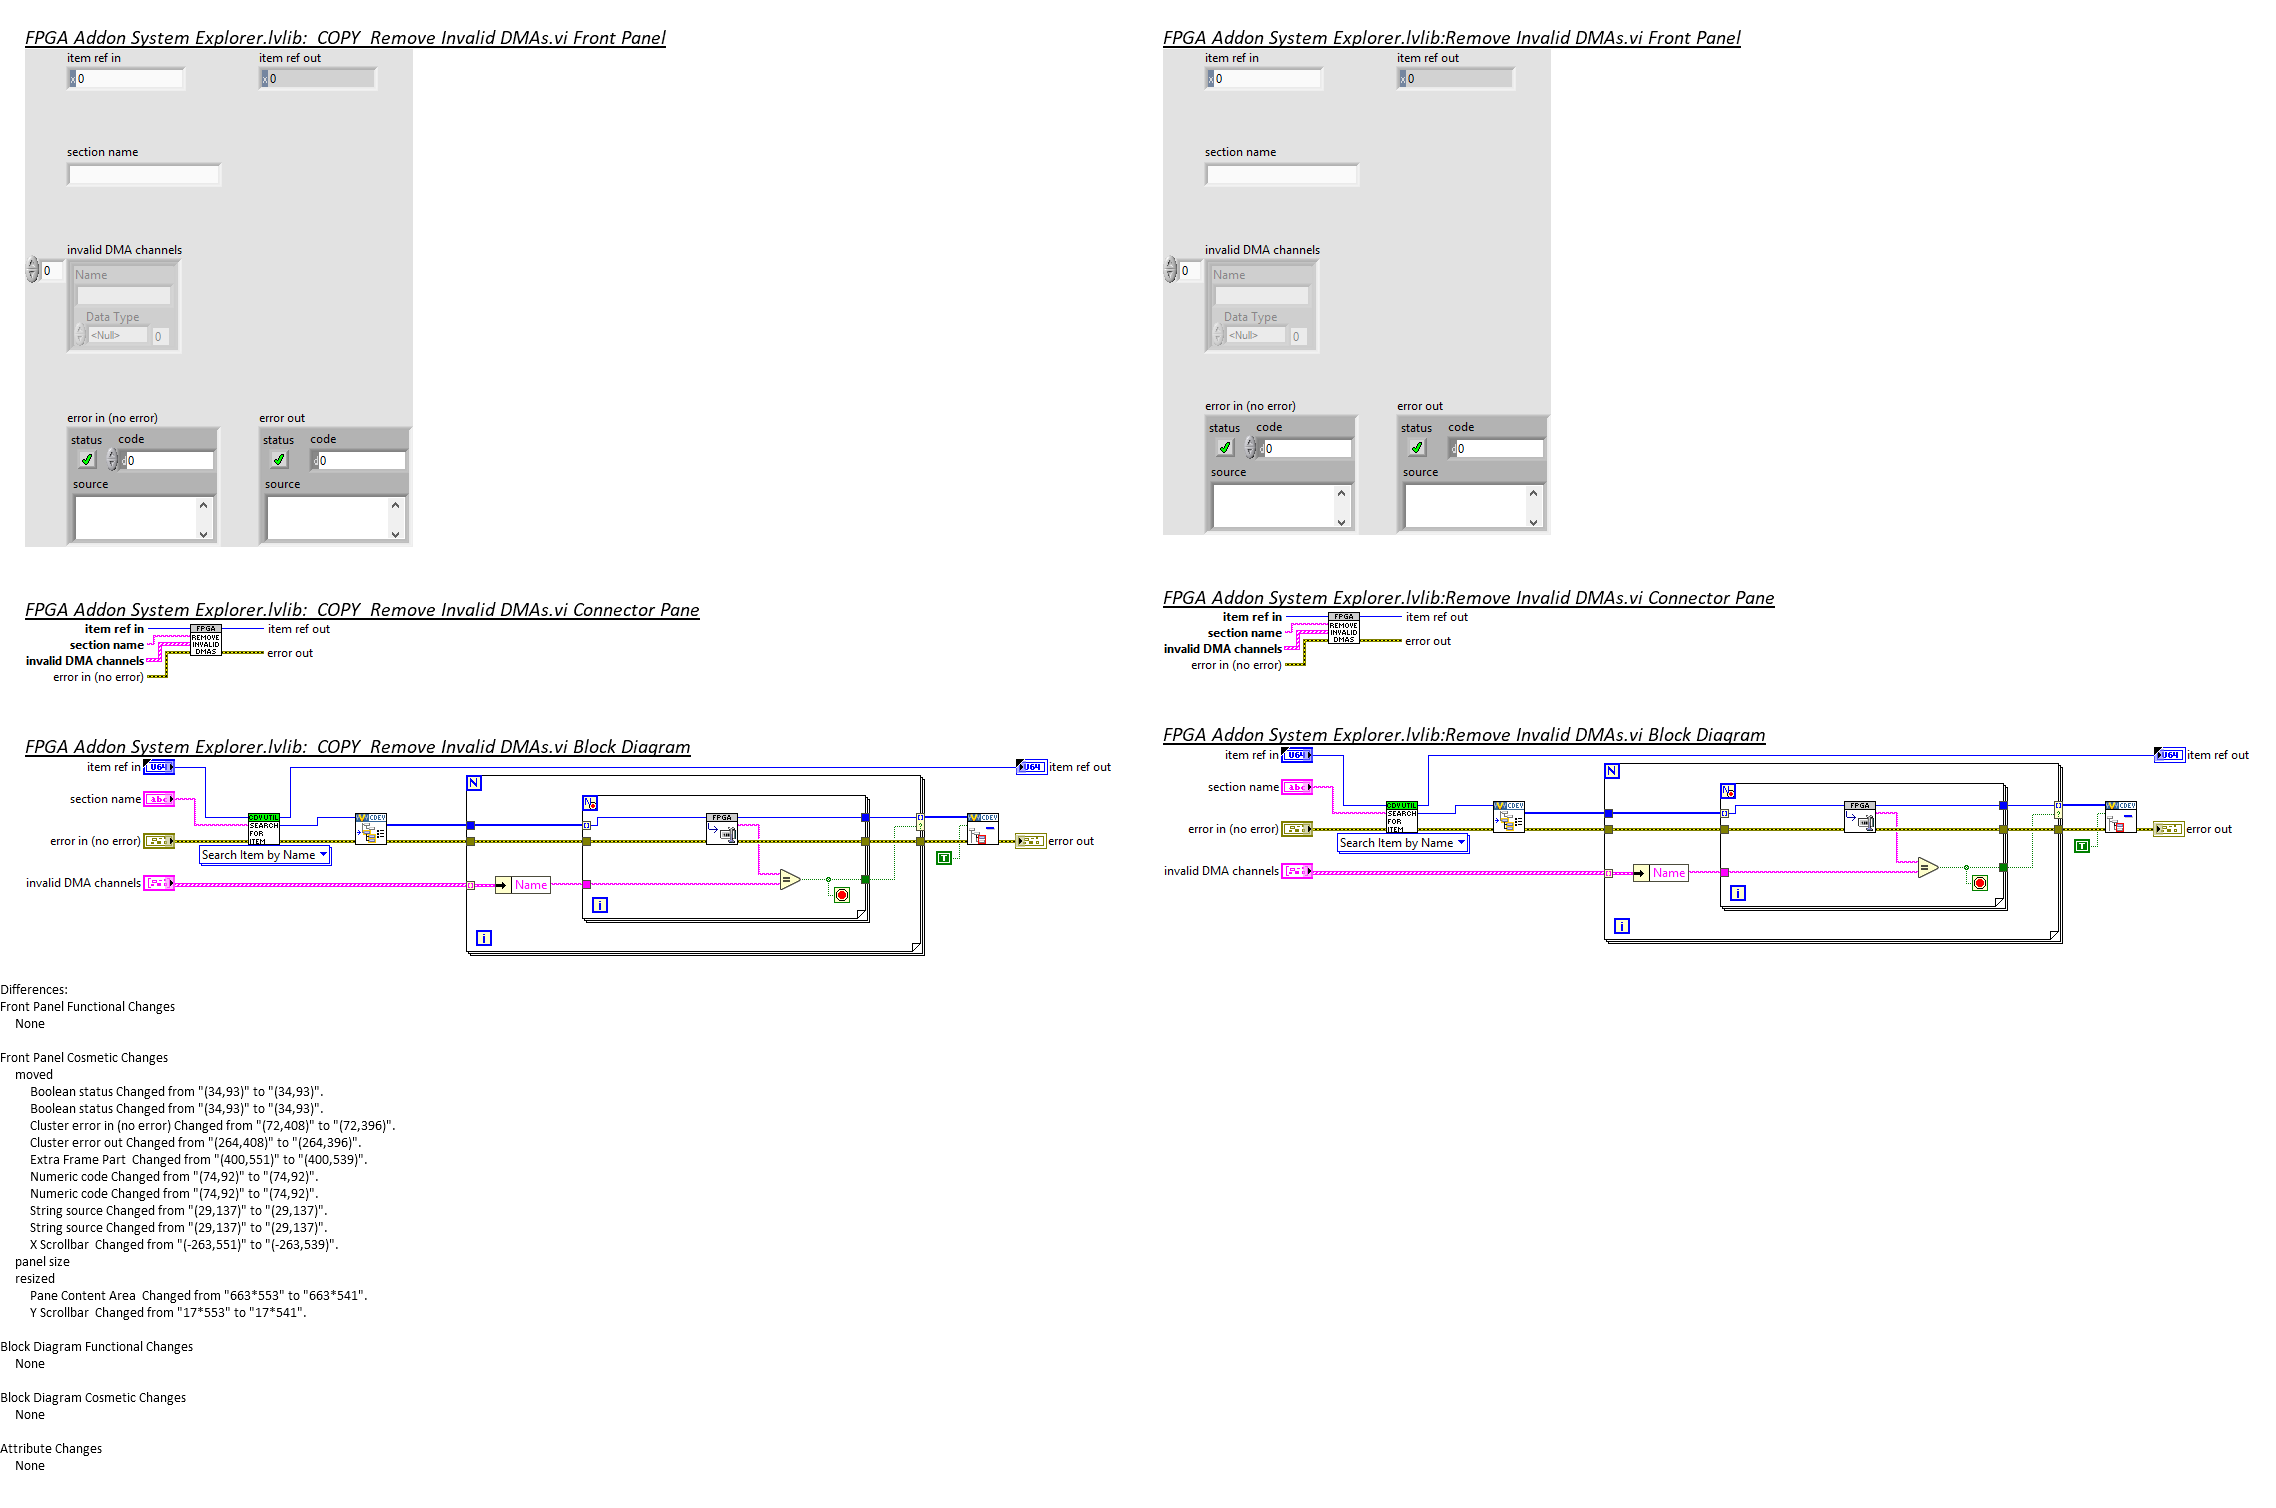 FPGA Addon System Explorer.lvlib:  COPY  Remove Invalid DMAs.vi Front Panel
item ref in
item ref out
0
0
section name
invalid DMA channels
0
Name
Data Type
<Null>
0
error in (no error)
error out
status
code
status
code
0
0
source
source
FPGA Addon System Explorer.lvlib:  COPY  Remove Invalid DMAs.vi Connector Pane
item ref in
FPGA
item ref out
section name
REMOVE
INVALID
DMAS
invalid DMA channels
error out
error in (no error)
FPGA Addon System Explorer.lvlib:  COPY  Remove Invalid DMAs.vi Block Diagram
item ref in
U64
U64
item ref out
N
section name
abc
N
CDV UTIL
SEARCH
FOR
ITEM
CDEV
FPGA
CDEV
error in (no error)
error out
Search Item by Name
T
invalid DMA channels
Name
=
i
i
FPGA Addon System Explorer.lvlib:Remove Invalid DMAs.vi Front Panel
item ref in
item ref out
0
0
section name
invalid DMA channels
0
Name
Data Type
<Null>
0
error in (no error)
error out
status
code
status
code
0
0
source
source
FPGA Addon System Explorer.lvlib:Remove Invalid DMAs.vi Connector Pane
item ref in
FPGA
item ref out
section name
REMOVE
INVALID
DMAS
invalid DMA channels
error out
error in (no error)
FPGA Addon System Explorer.lvlib:Remove Invalid DMAs.vi Block Diagram
item ref in
U64
U64
item ref out
N
section name
abc
N
CDV UTIL
SEARCH
FOR
ITEM
CDEV
FPGA
CDEV
error in (no error)
error out
Search Item by Name
T
invalid DMA channels
Name
=
i
i
Differences:
Front Panel Functional Changes
None
Front Panel Cosmetic Changes
moved
Boolean status Changed from "(34,93)" to "(34,93)".
Boolean status Changed from "(34,93)" to "(34,93)".
Cluster error in (no error) Changed from "(72,408)" to "(72,396)".
Cluster error out Changed from "(264,408)" to "(264,396)".
Extra Frame Part  Changed from "(400,551)" to "(400,539)".
Numeric code Changed from "(74,92)" to "(74,92)".
Numeric code Changed from "(74,92)" to "(74,92)".
String source Changed from "(29,137)" to "(29,137)".
String source Changed from "(29,137)" to "(29,137)".
X Scrollbar  Changed from "(-263,551)" to "(-263,539)".
panel size
resized
Pane Content Area  Changed from "663*553" to "663*541".
Y Scrollbar  Changed from "17*553" to "17*541".
Block Diagram Functional Changes
None
Block Diagram Cosmetic Changes
None
Attribute Changes
None